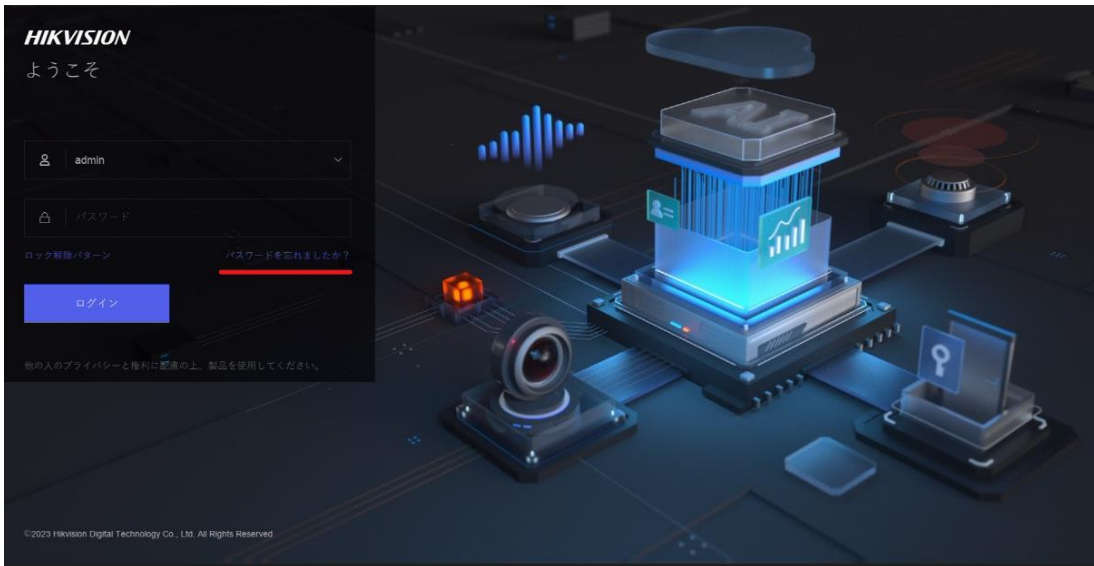 HIKVISION
ようこそ
admin
パスワード
ロック解除パターン
パスワードを忘れましたか？
ログイン
他の人のプライバシーと権利に配慮の上、製品を使用してください。
AI
©2023 Hikvision Digital Technology Co., Ltd. All Rights Reserved.